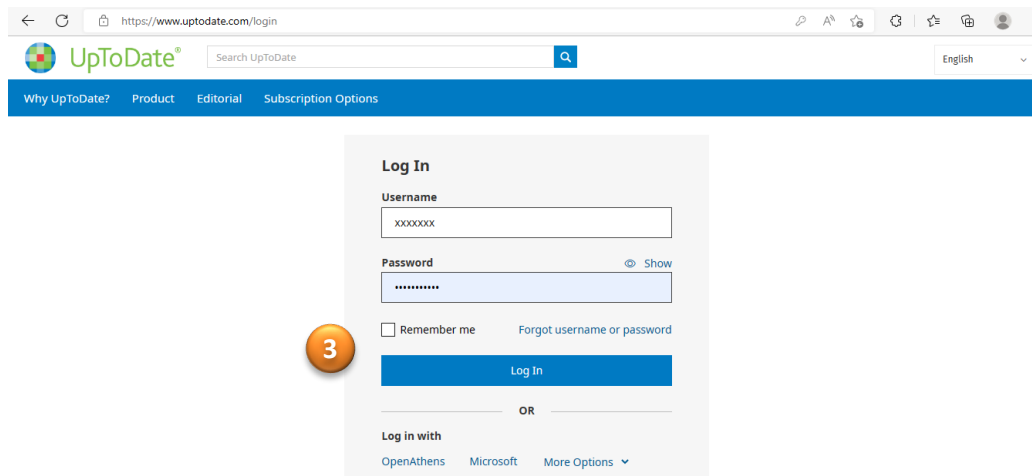 https://www.uptodate.com/login
UpToDate® Search UpToDate English
Why UpToDate? Product Editorial Subscription Options
Log In
Username
xxxxxxx
Password Show
•••••••••••
Remember me Forgot username or password
3
Log In
OR
Log in with
OpenAthens Microsoft More Options